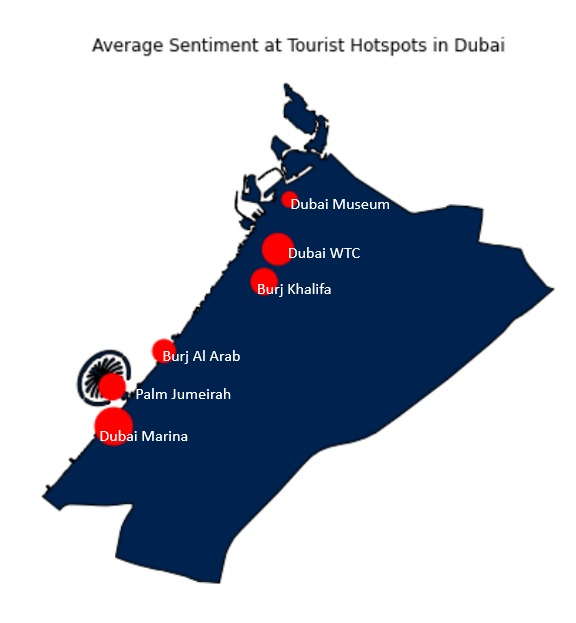 Average Sentiment at Tourist Hotspots in Dubai
Dubai Museum
Dubai WTC
Burj Khalifa
Burj Al Arab
Palm Jumeirah
Dubai Marina